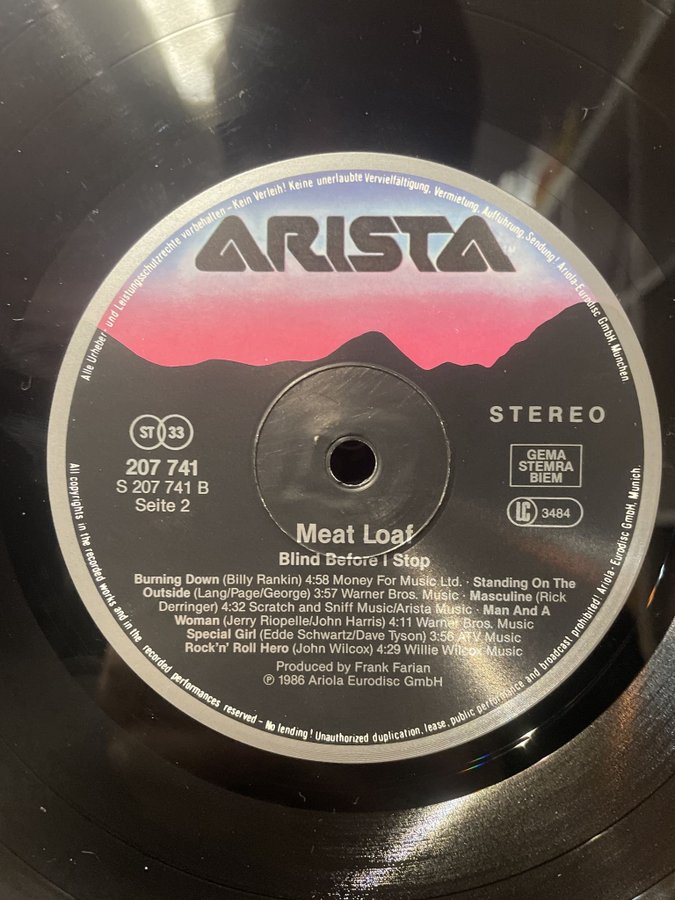 Alle Urheber- und Leistungsschutzrechte vorbehalten – Kein Verleih! Keine unerlaubte Vervielfältigung, Vermietung, Aufführung, Sendung! Ariola-Eurodisc GmbH, München.
ARISTA
TM
STEREO
ST 33
207 741
S 207 741 B
Seite 2
GEMA
STEMRA
BIEM
LC 3484
Meat Loaf
Blind Before I Stop
Burning Down (Billy Rankin) 4:58 Money For Music Ltd. · Standing On The
Outside (Lang/Page/George) 3:57 Warner Bros. Music · Masculine (Rick
Derringer) 4:32 Scratch and Sniff Music/Arista Music · Man And A
Woman (Jerry Riopelle/John Harris) 4:11 Warner Bros. Music
Special Girl (Edde Schwartz/Dave Tyson) 3:56 ATV Music
Rock'n' Roll Hero (John Wilcox) 4:29 Willie Wilcox Music
Produced by Frank Farian
℗ 1986 Ariola Eurodisc GmbH
All copyrights in the recorded works and in the recorded performances reserved – No lending! Unauthorized duplication, lease, public performance and broadcast prohibited! Ariola-Eurodisc GmbH, Munich.